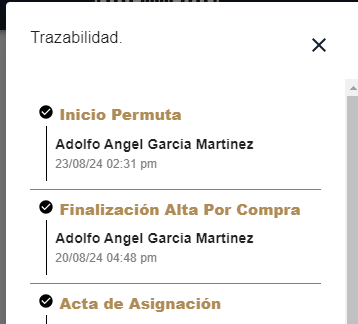 Trazabilidad.
Inicio Permuta
Adolfo Angel Garcia Martinez
23/08/24 02:31 pm
Finalización Alta Por Compra
Adolfo Angel Garcia Martinez
20/08/24 04:48 pm
Acta de Asignación